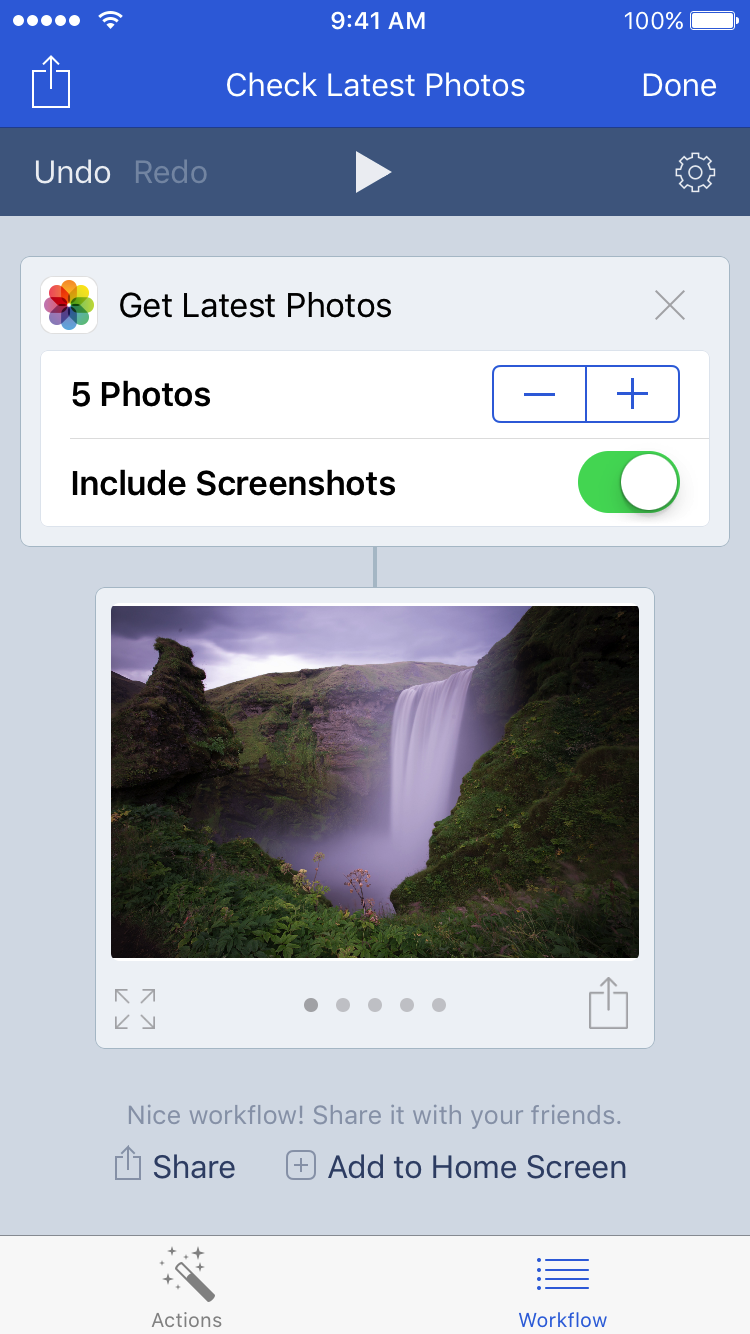 9:41 AM
100%
Check Latest Photos
Done
Undo
Redo
Get Latest Photos
5 Photos
Include Screenshots
Nice workflow! Share it with your friends.
Share
Add to Home Screen
Actions
Workflow